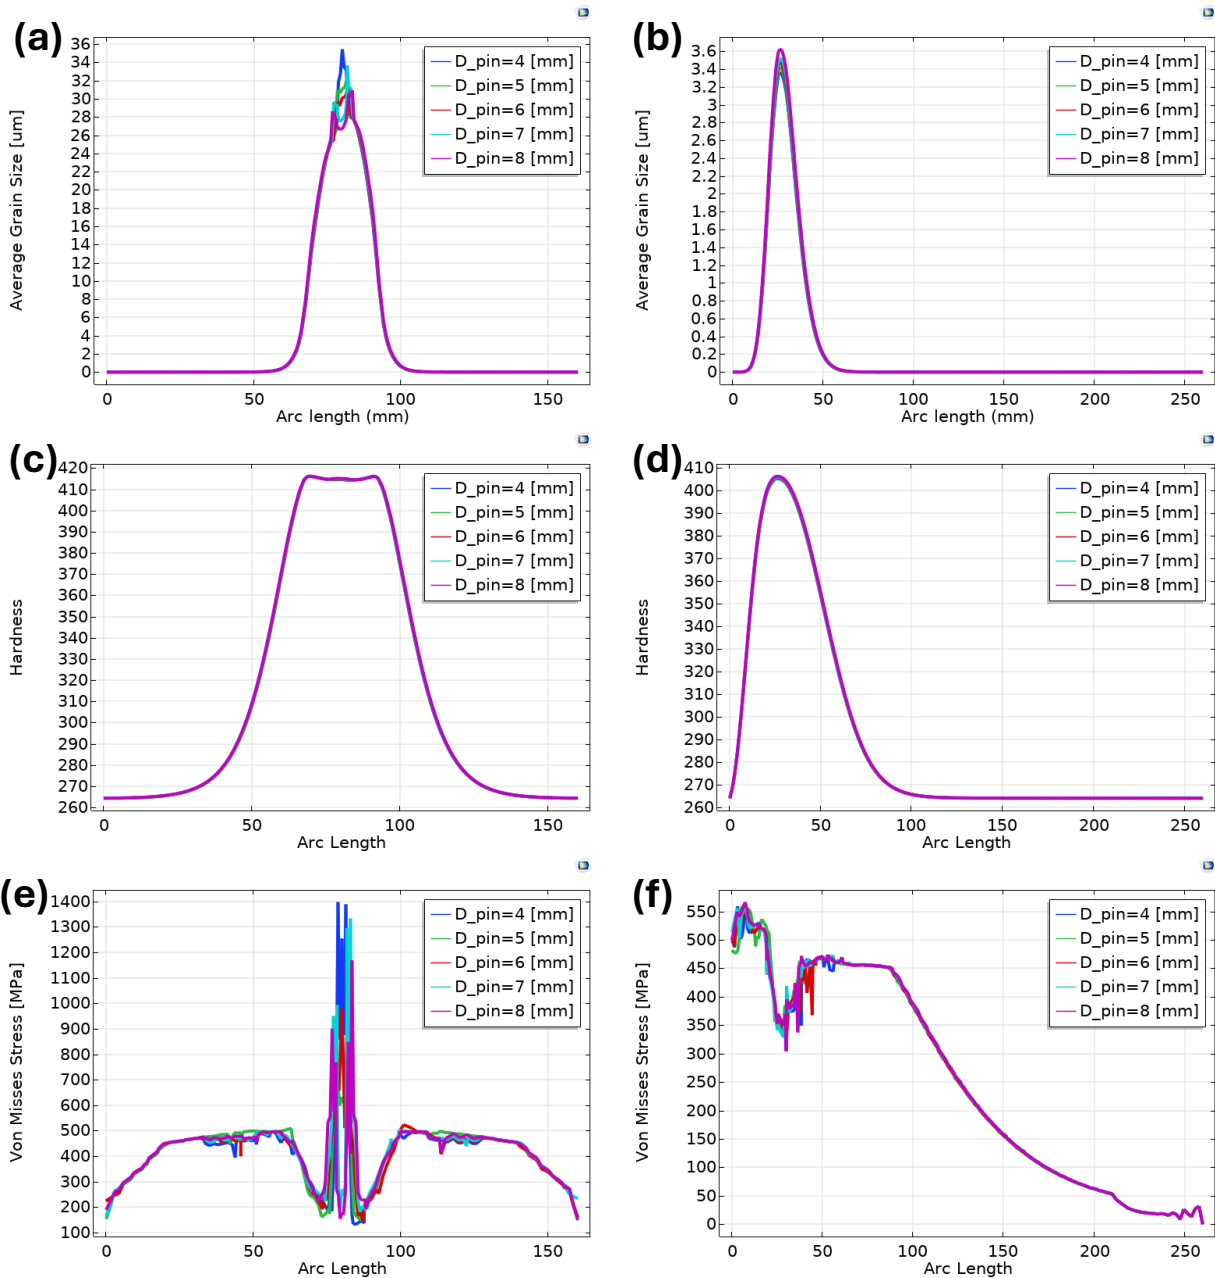 (a)
36
34
32
30
28
26
24
22
20
18
16
14
12
10
8
6
4
2
0
Average Grain Size [um]
0 50 100 150
Arc length (mm)
D_pin=4 [mm]
D_pin=5 [mm]
D_pin=6 [mm]
D_pin=7 [mm]
D_pin=8 [mm]
(b)
3.6
3.4
3.2
3
2.8
2.6
2.4
2.2
2
1.8
1.6
1.4
1.2
1
0.8
0.6
0.4
0.2
0
Average Grain Size [um]
0 50 100 150 200 250
Arc length (mm)
D_pin=4 [mm]
D_pin=5 [mm]
D_pin=6 [mm]
D_pin=7 [mm]
D_pin=8 [mm]
(c)
420
410
400
390
380
370
360
350
340
330
320
310
300
290
280
270
260
Hardness
0 50 100 150
Arc Length
D_pin=4 [mm]
D_pin=5 [mm]
D_pin=6 [mm]
D_pin=7 [mm]
D_pin=8 [mm]
(d)
410
400
390
380
370
360
350
340
330
320
310
300
290
280
270
260
Hardness
0 50 100 150 200 250
Arc Length
D_pin=4 [mm]
D_pin=5 [mm]
D_pin=6 [mm]
D_pin=7 [mm]
D_pin=8 [mm]
(e)
1400
1300
1200
1100
1000
900
800
700
600
500
400
300
200
100
Von Misses Stress [MPa]
0 50 100 150
Arc Length
D_pin=4 [mm]
D_pin=5 [mm]
D_pin=6 [mm]
D_pin=7 [mm]
D_pin=8 [mm]
(f)
550
500
450
400
350
300
250
200
150
100
50
0
Von Misses Stress [MPa]
0 50 100 150 200 250
Arc Length
D_pin=4 [mm]
D_pin=5 [mm]
D_pin=6 [mm]
D_pin=7 [mm]
D_pin=8 [mm]